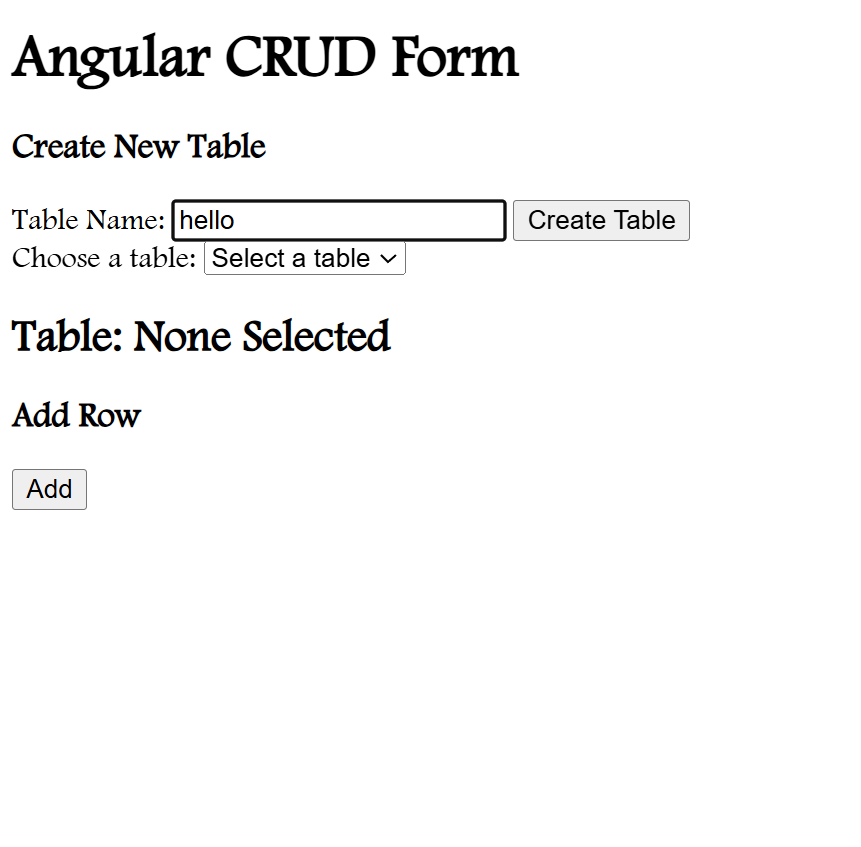 Angular CRUD Form
Create New Table
Table Name: hello Create Table
Choose a table: Select a table
Table: None Selected
Add Row
Add